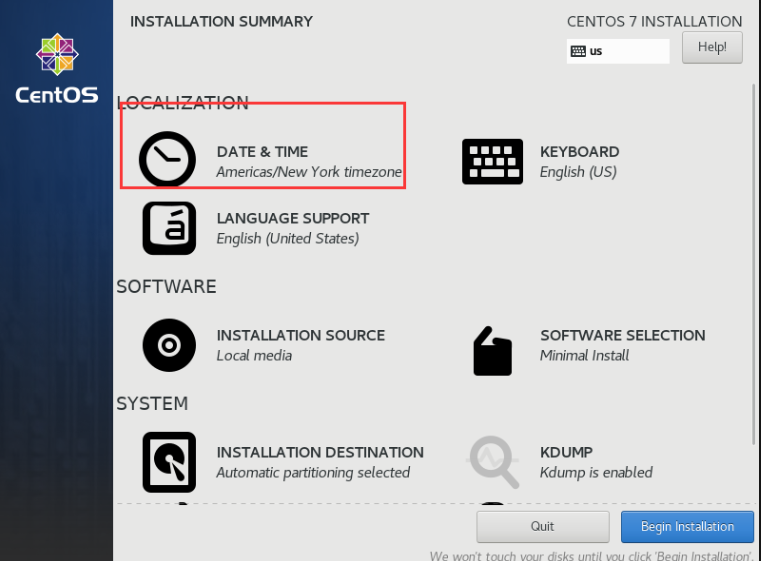 INSTALLATION SUMMARY
CENTOS 7 INSTALLATION
us
Help!
CentOS
LOCALIZATION
DATE & TIME
Americas/New York timezone
KEYBOARD
English (US)
LANGUAGE SUPPORT
English (United States)
á
SOFTWARE
INSTALLATION SOURCE
Local media
SOFTWARE SELECTION
Minimal Install
SYSTEM
INSTALLATION DESTINATION
Automatic partitioning selected
KDUMP
Kdump is enabled
Quit
Begin Installation
We won't touch your disks until you click 'Begin Installation'.